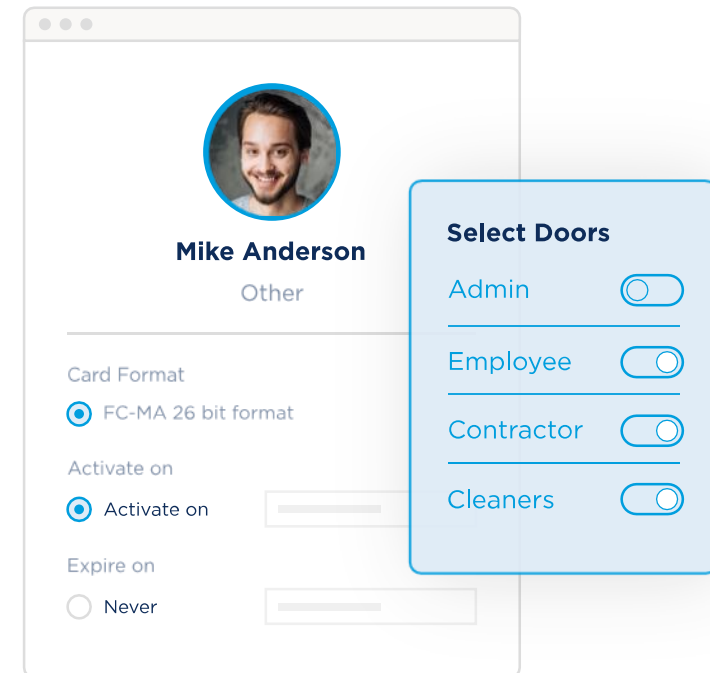 Mike Anderson
Other
Card Format
FC-MA 26 bit format
Activate on
Activate on
Expire on
Never
Select Doors
Admin
Employee
Contractor
Cleaners